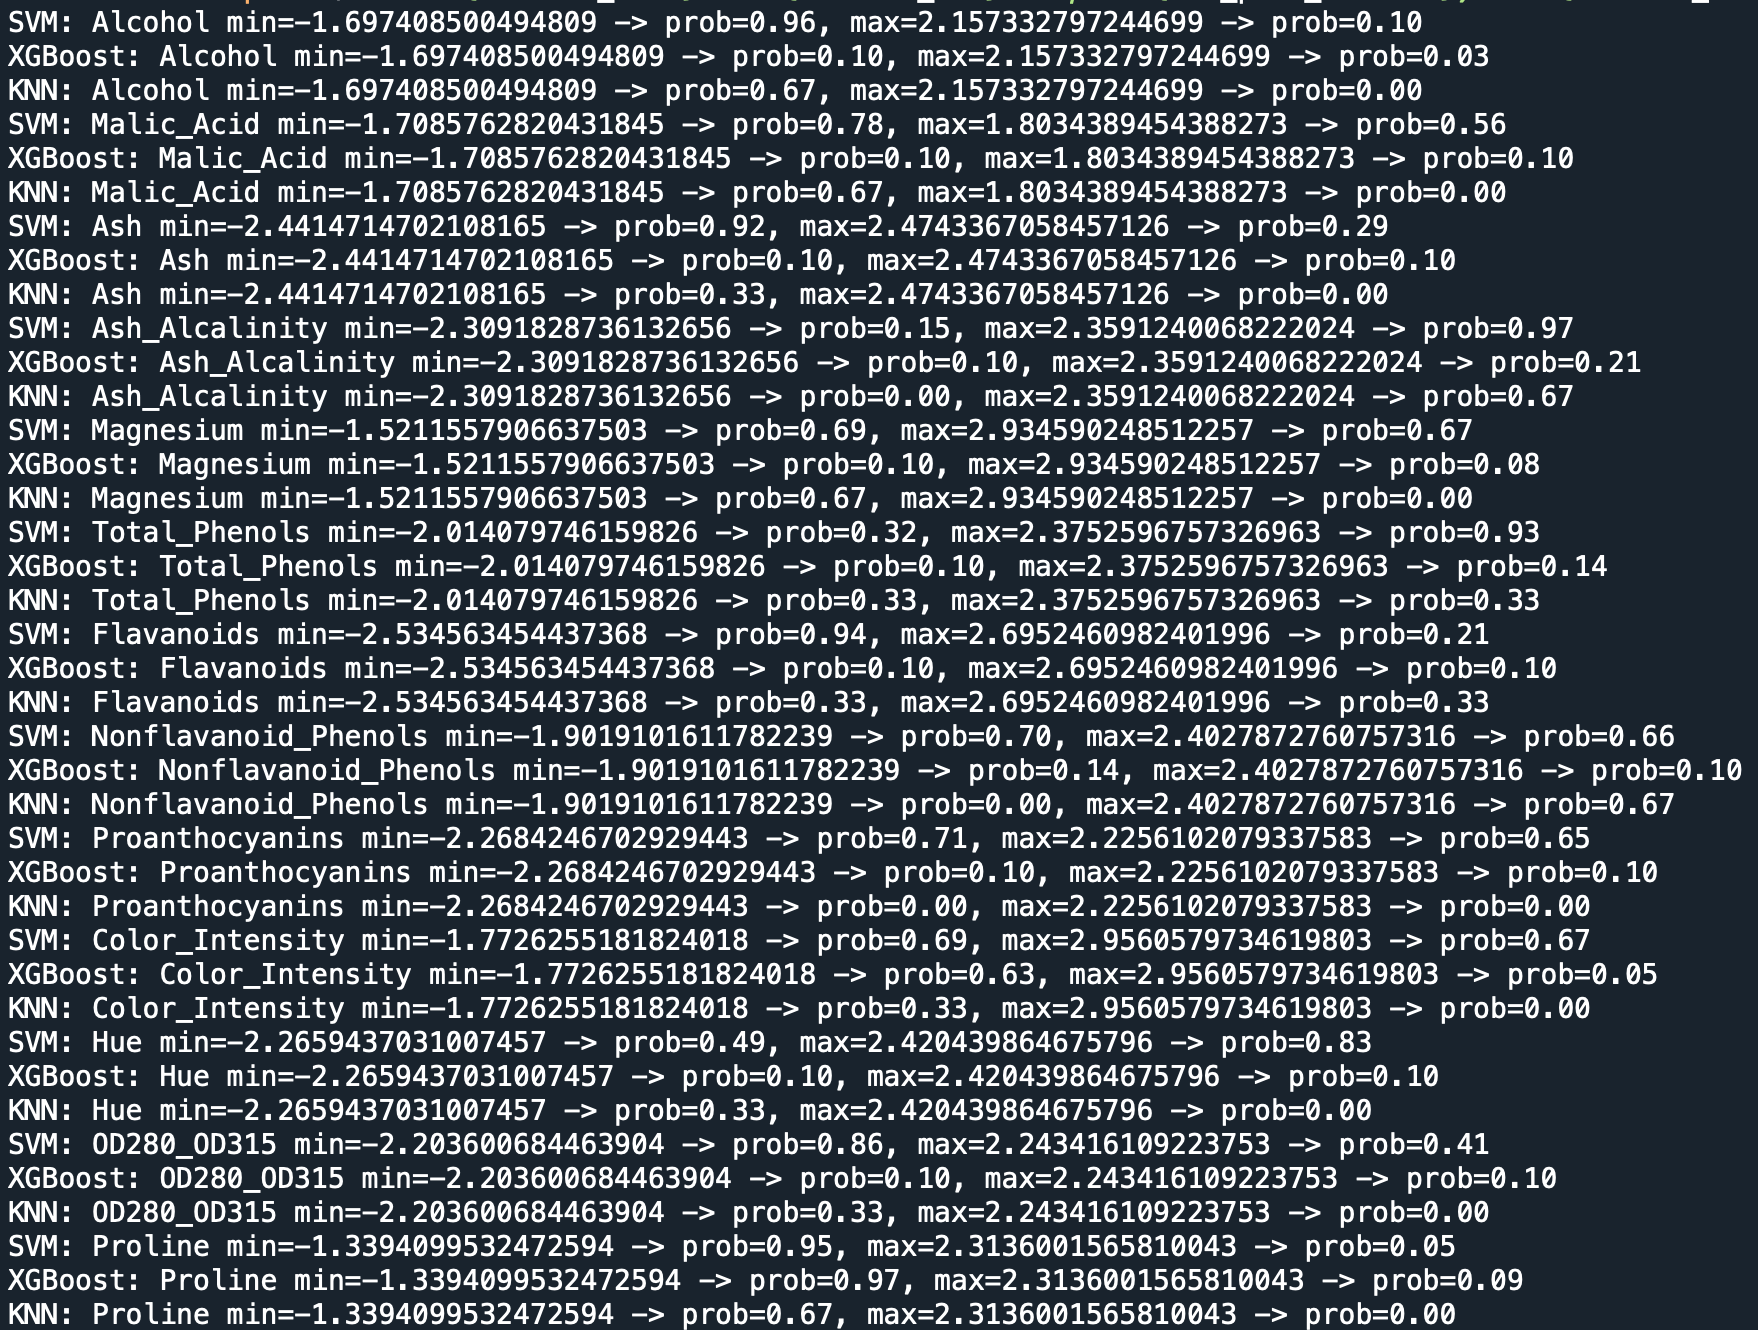 SVM: Alcohol min=-1.697408500494809 -> prob=0.96, max=2.157332797244699 -> prob=0.10
XGBoost: Alcohol min=-1.697408500494809 -> prob=0.10, max=2.157332797244699 -> prob=0.03
KNN: Alcohol min=-1.697408500494809 -> prob=0.67, max=2.157332797244699 -> prob=0.00
SVM: Malic_Acid min=-1.7085762820431845 -> prob=0.78, max=1.8034389454388273 -> prob=0.56
XGBoost: Malic_Acid min=-1.7085762820431845 -> prob=0.10, max=1.8034389454388273 -> prob=0.10
KNN: Malic_Acid min=-1.7085762820431845 -> prob=0.67, max=1.8034389454388273 -> prob=0.00
SVM: Ash min=-2.4414714702108165 -> prob=0.92, max=2.4743367058457126 -> prob=0.29
XGBoost: Ash min=-2.4414714702108165 -> prob=0.10, max=2.4743367058457126 -> prob=0.10
KNN: Ash min=-2.4414714702108165 -> prob=0.33, max=2.4743367058457126 -> prob=0.00
SVM: Ash_Alcalinity min=-2.3091828736132656 -> prob=0.15, max=2.3591240068222024 -> prob=0.97
XGBoost: Ash_Alcalinity min=-2.3091828736132656 -> prob=0.10, max=2.3591240068222024 -> prob=0.21
KNN: Ash_Alcalinity min=-2.3091828736132656 -> prob=0.00, max=2.3591240068222024 -> prob=0.67
SVM: Magnesium min=-1.5211557906637503 -> prob=0.69, max=2.934590248512257 -> prob=0.67
XGBoost: Magnesium min=-1.5211557906637503 -> prob=0.10, max=2.934590248512257 -> prob=0.08
KNN: Magnesium min=-1.5211557906637503 -> prob=0.67, max=2.934590248512257 -> prob=0.00
SVM: Total_Phenols min=-2.014079746159826 -> prob=0.32, max=2.3752596757326963 -> prob=0.93
XGBoost: Total_Phenols min=-2.014079746159826 -> prob=0.10, max=2.3752596757326963 -> prob=0.14
KNN: Total_Phenols min=-2.014079746159826 -> prob=0.33, max=2.3752596757326963 -> prob=0.33
SVM: Flavanoids min=-2.534563454437368 -> prob=0.94, max=2.6952460982401996 -> prob=0.21
XGBoost: Flavanoids min=-2.534563454437368 -> prob=0.10, max=2.6952460982401996 -> prob=0.10
KNN: Flavanoids min=-2.534563454437368 -> prob=0.33, max=2.6952460982401996 -> prob=0.33
SVM: Nonflavanoid_Phenols min=-1.9019101611782239 -> prob=0.70, max=2.4027872760757316 -> prob=0.66
XGBoost: Nonflavanoid_Phenols min=-1.9019101611782239 -> prob=0.14, max=2.4027872760757316 -> prob=0.10
KNN: Nonflavanoid_Phenols min=-1.9019101611782239 -> prob=0.00, max=2.4027872760757316 -> prob=0.67
SVM: Proanthocyanins min=-2.2684246702929443 -> prob=0.71, max=2.2256102079337583 -> prob=0.65
XGBoost: Proanthocyanins min=-2.2684246702929443 -> prob=0.10, max=2.2256102079337583 -> prob=0.10
KNN: Proanthocyanins min=-2.2684246702929443 -> prob=0.00, max=2.2256102079337583 -> prob=0.00
SVM: Color_Intensity min=-1.7726255181824018 -> prob=0.69, max=2.9560579734619803 -> prob=0.67
XGBoost: Color_Intensity min=-1.7726255181824018 -> prob=0.63, max=2.9560579734619803 -> prob=0.05
KNN: Color_Intensity min=-1.7726255181824018 -> prob=0.33, max=2.9560579734619803 -> prob=0.00
SVM: Hue min=-2.2659437031007457 -> prob=0.49, max=2.420439864675796 -> prob=0.83
XGBoost: Hue min=-2.2659437031007457 -> prob=0.10, max=2.420439864675796 -> prob=0.10
KNN: Hue min=-2.2659437031007457 -> prob=0.33, max=2.420439864675796 -> prob=0.00
SVM: OD280_OD315 min=-2.203600684463904 -> prob=0.86, max=2.243416109223753 -> prob=0.41
XGBoost: OD280_OD315 min=-2.203600684463904 -> prob=0.10, max=2.243416109223753 -> prob=0.10
KNN: OD280_OD315 min=-2.203600684463904 -> prob=0.33, max=2.243416109223753 -> prob=0.00
SVM: Proline min=-1.3394099532472594 -> prob=0.95, max=2.3136001565810043 -> prob=0.05
XGBoost: Proline min=-1.3394099532472594 -> prob=0.97, max=2.3136001565810043 -> prob=0.09
KNN: Proline min=-1.3394099532472594 -> prob=0.67, max=2.3136001565810043 -> prob=0.00